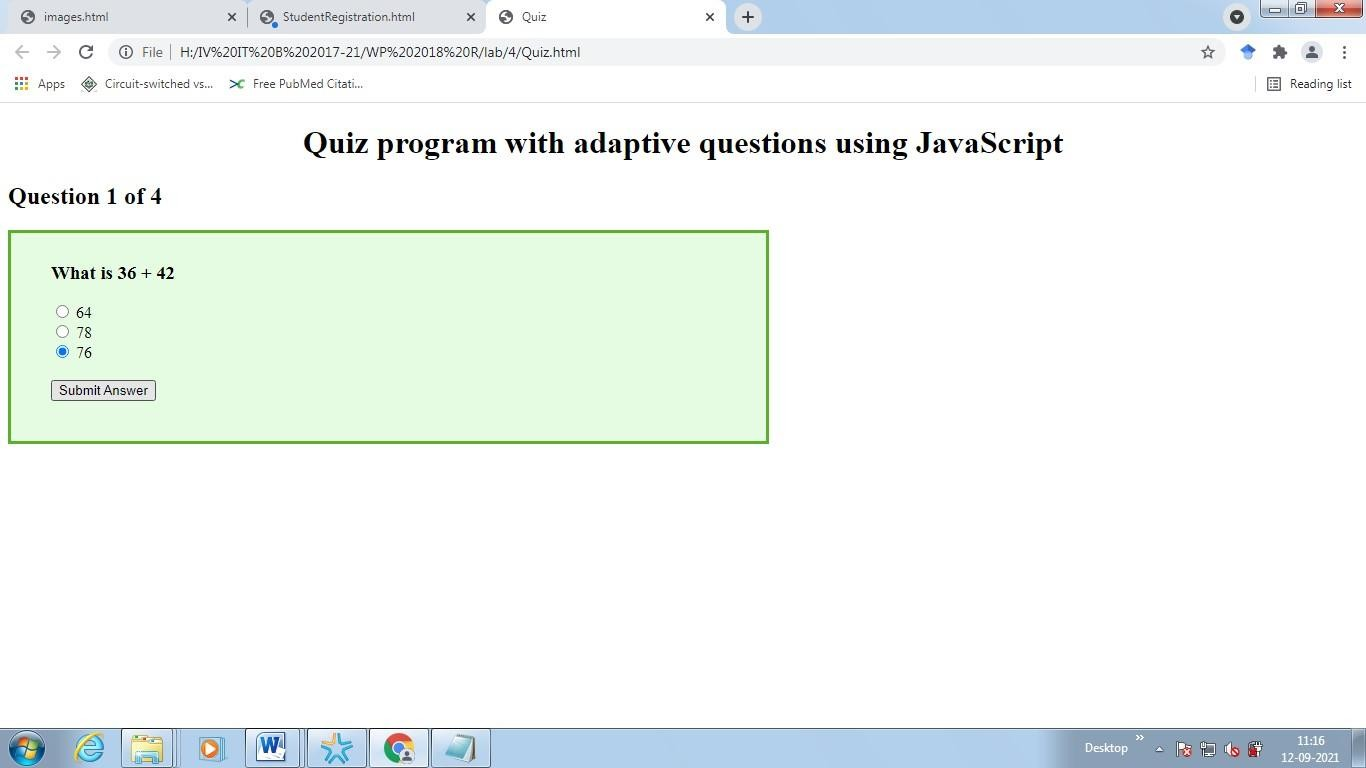 images.html
StudentRegistration.html
Quiz
File
H:/IV%20IT%20B%202017-21/WP%202018%20R/lab/4/Quiz.html
Apps
Circuit-switched vs...
Free PubMed Citati...
Reading list
Quiz program with adaptive questions using JavaScript
Question 1 of 4
What is 36 + 42
64
78
76
Submit Answer
Desktop
11:16
12-09-2021